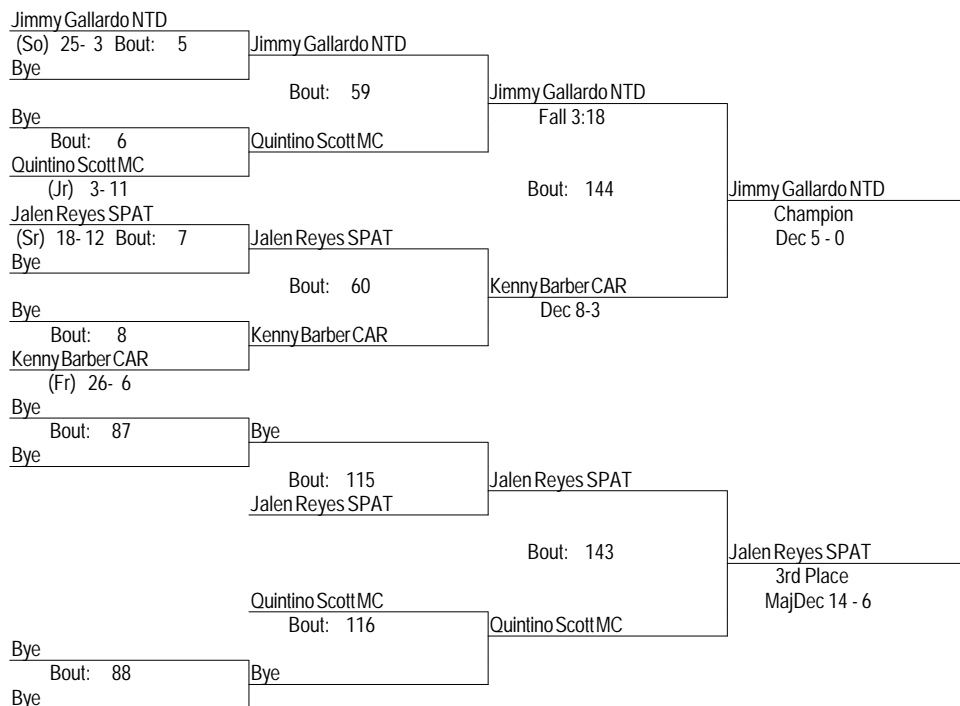 Jimmy Gallardo NTD
(So) 25- 3 Bout: 5
Jimmy Gallardo NTD
Bye
Bout: 59
Jimmy Gallardo NTD
Bye
Fall 3:18
Bout: 6
Quintino Scott MC
Quintino Scott MC
(Jr) 3- 11
Bout: 144
Jimmy Gallardo NTD
Jalen Reyes SPAT
Champion
(Sr) 18- 12 Bout: 7
Jalen Reyes SPAT
Dec 5 - 0
Bye
Bout: 60
Kenny Barber CAR
Bye
Dec 8-3
Bout: 8
Kenny Barber CAR
Kenny Barber CAR
(Fr) 26- 6
Bye
Bout: 87
Bye
Bye
Bout: 115
Jalen Reyes SPAT
Jalen Reyes SPAT
Bout: 143
Jalen Reyes SPAT
3rd Place
Quintino Scott MC
MajDec 14 - 6
Bout: 116
Quintino Scott MC
Bye
Bout: 88
Bye
Bye